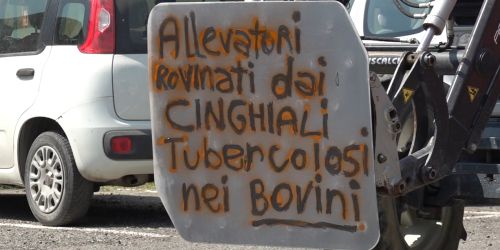 Allevatori
ROVINATI dai
CINGHIALI
Tubercolosi
nei BOVINI